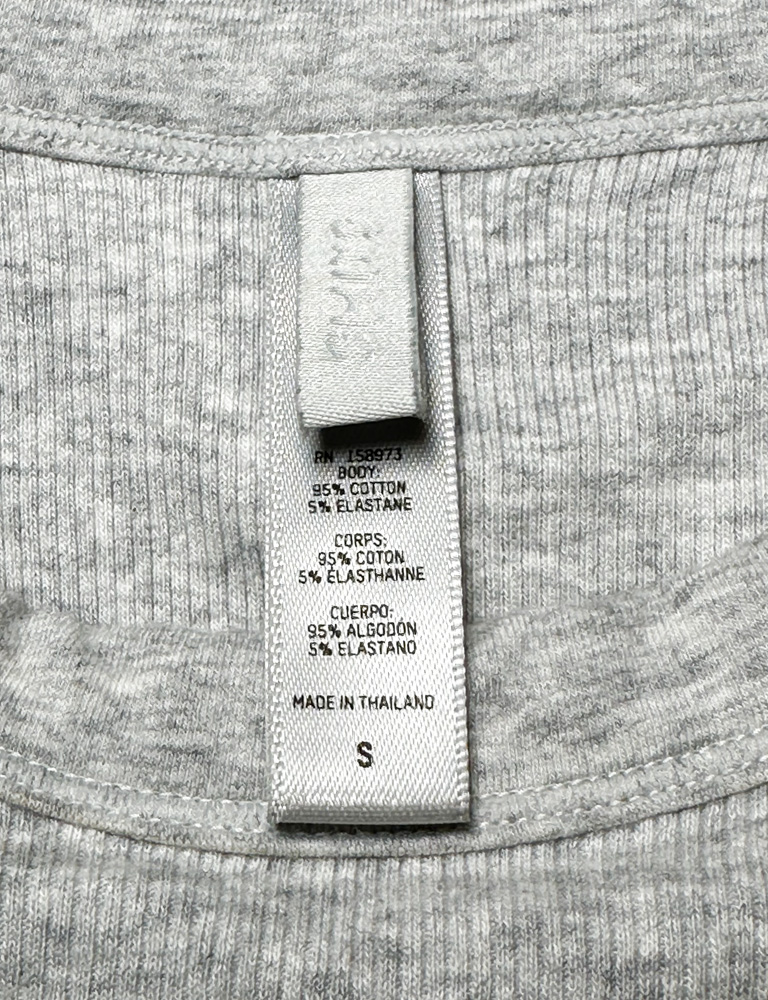 RN 158973
BODY:
95% COTTON
5% ELASTANE
CORPS:
95% COTON
5% ÉLASTHANNE
CUERPO:
95% ALGODÓN
5% ELASTANO
MADE IN THAILAND
S